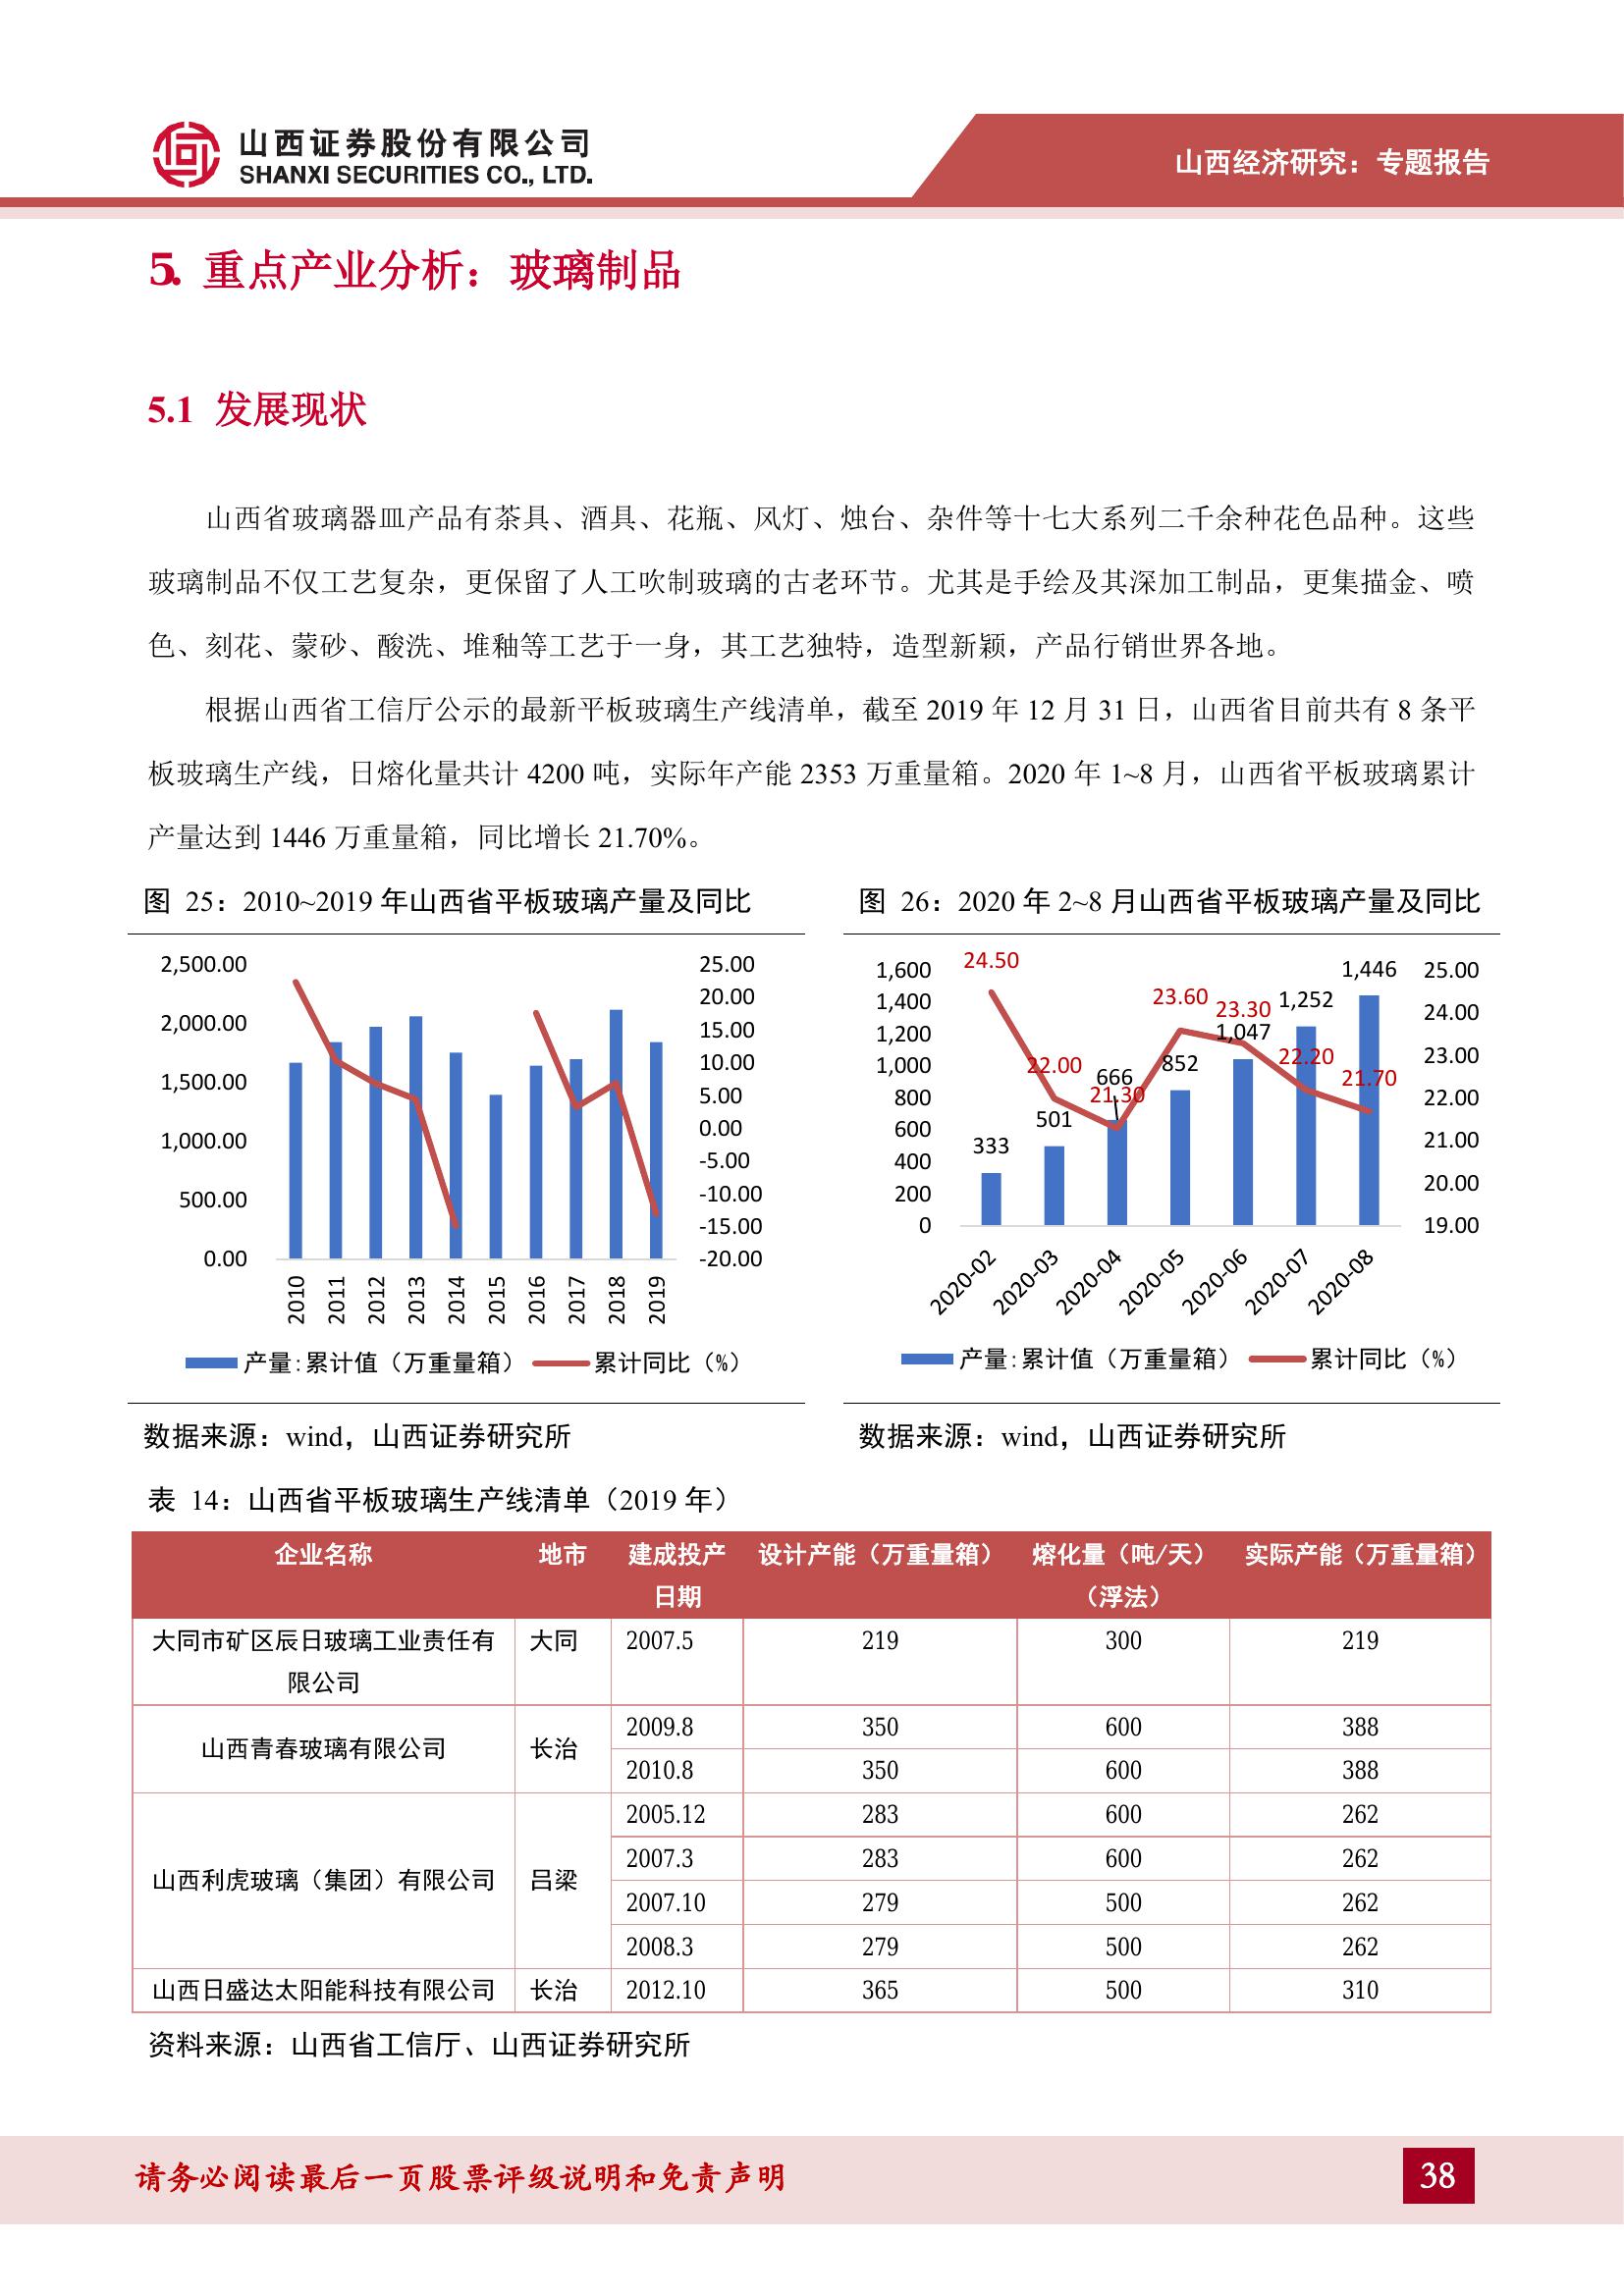 山西证券股份有限公司
SHANXI SECURITIES CO., LTD.
山西经济研究：专题报告
5. 重点产业分析：玻璃制品
5.1 发展现状
山西省玻璃器皿产品有茶具、酒具、花瓶、风灯、烛台、杂件等十七大系列二千余种花色品种。这些
玻璃制品不仅工艺复杂，更保留了人工吹制玻璃的古老环节。尤其是手绘及其深加工制品，更集描金、喷
色、刻花、蒙砂、酸洗、堆釉等工艺于一身，其工艺独特，造型新颖，产品行销世界各地。
根据山西省工信厅公示的最新平板玻璃生产线清单，截至 2019 年 12 月 31 日，山西省目前共有 8 条平
板玻璃生产线，日熔化量共计 4200 吨，实际年产能 2353 万重量箱。2020 年 1~8 月，山西省平板玻璃累计
产量达到 1446 万重量箱，同比增长 21.70%。
图 25：2010~2019 年山西省平板玻璃产量及同比
2,500.00
2,000.00
1,500.00
1,000.00
500.00
0.00
25.00
20.00
15.00
10.00
5.00
0.00
-5.00
-10.00
-15.00
-20.00
2010 2011 2012 2013 2014 2015 2016 2017 2018 2019
产量:累计值（万重量箱） 累计同比（%）
数据来源：wind，山西证券研究所
图 26：2020 年 2~8 月山西省平板玻璃产量及同比
1,600
1,400
1,200
1,000
800
600
400
200
0
24.50 22.00 21.30 23.60 23.30 22.20 21.70
333 501 666 852 1,047 1,252 1,446
25.00
24.00
23.00
22.00
21.00
20.00
19.00
2020-02 2020-03 2020-04 2020-05 2020-06 2020-07 2020-08
产量:累计值（万重量箱） 累计同比（%）
数据来源：wind，山西证券研究所
表 14：山西省平板玻璃生产线清单（2019 年）
企业名称 地市 建成投产 设计产能（万重量箱） 熔化量（吨/天） 实际产能（万重量箱）
日期 （浮法）
大同市矿区辰日玻璃工业责任有 大同 2007.5 219 300 219
限公司
山西青春玻璃有限公司 长治 2009.8 350 600 388
2010.8 350 600 388
山西利虎玻璃（集团）有限公司 吕梁 2005.12 283 600 262
2007.3 283 600 262
2007.10 279 500 262
2008.3 279 500 262
山西日盛达太阳能科技有限公司 长治 2012.10 365 500 310
资料来源：山西省工信厅、山西证券研究所
请务必阅读最后一页股票评级说明和免责声明
38